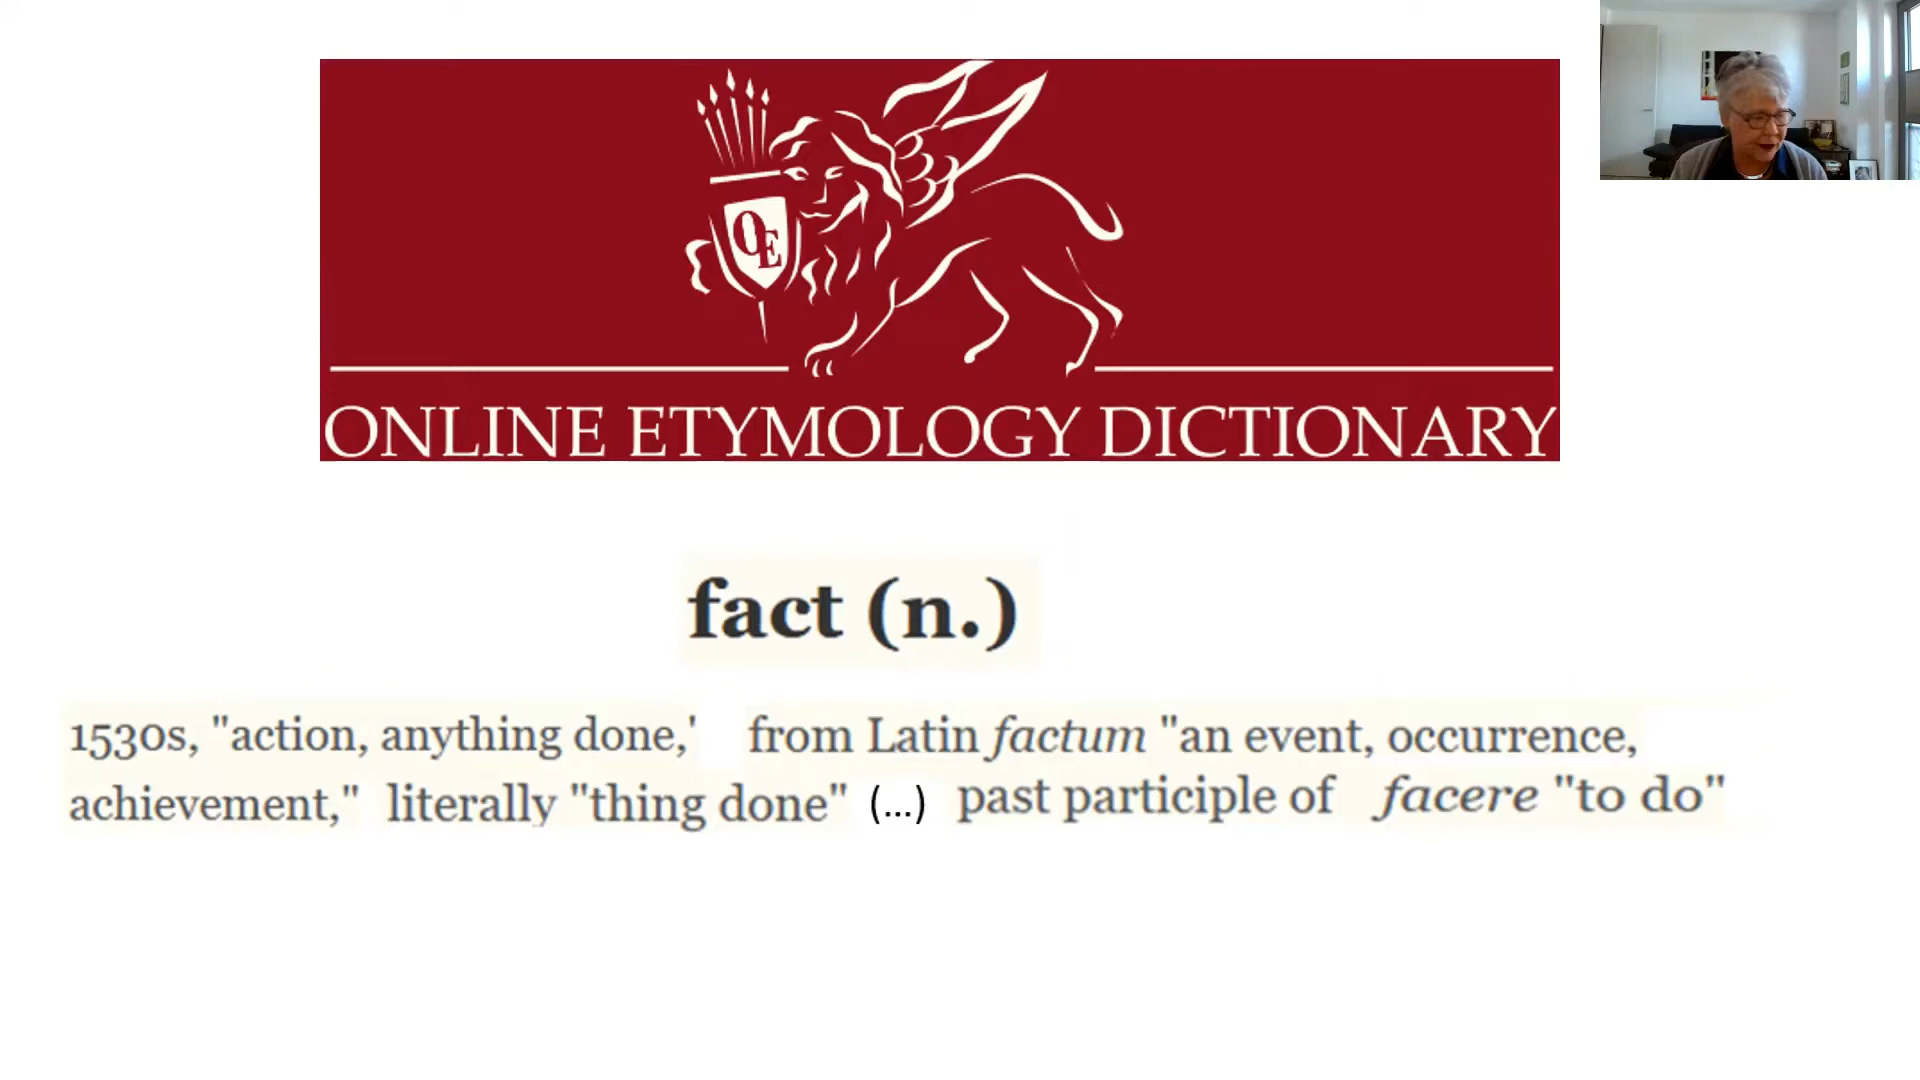 OE
ONLINE ETYMOLOGY DICTIONARY
fact (n.)
1530s, "action, anything done,' from Latin factum "an event, occurrence,
achievement," literally "thing done" (...) past participle of facere "to do"